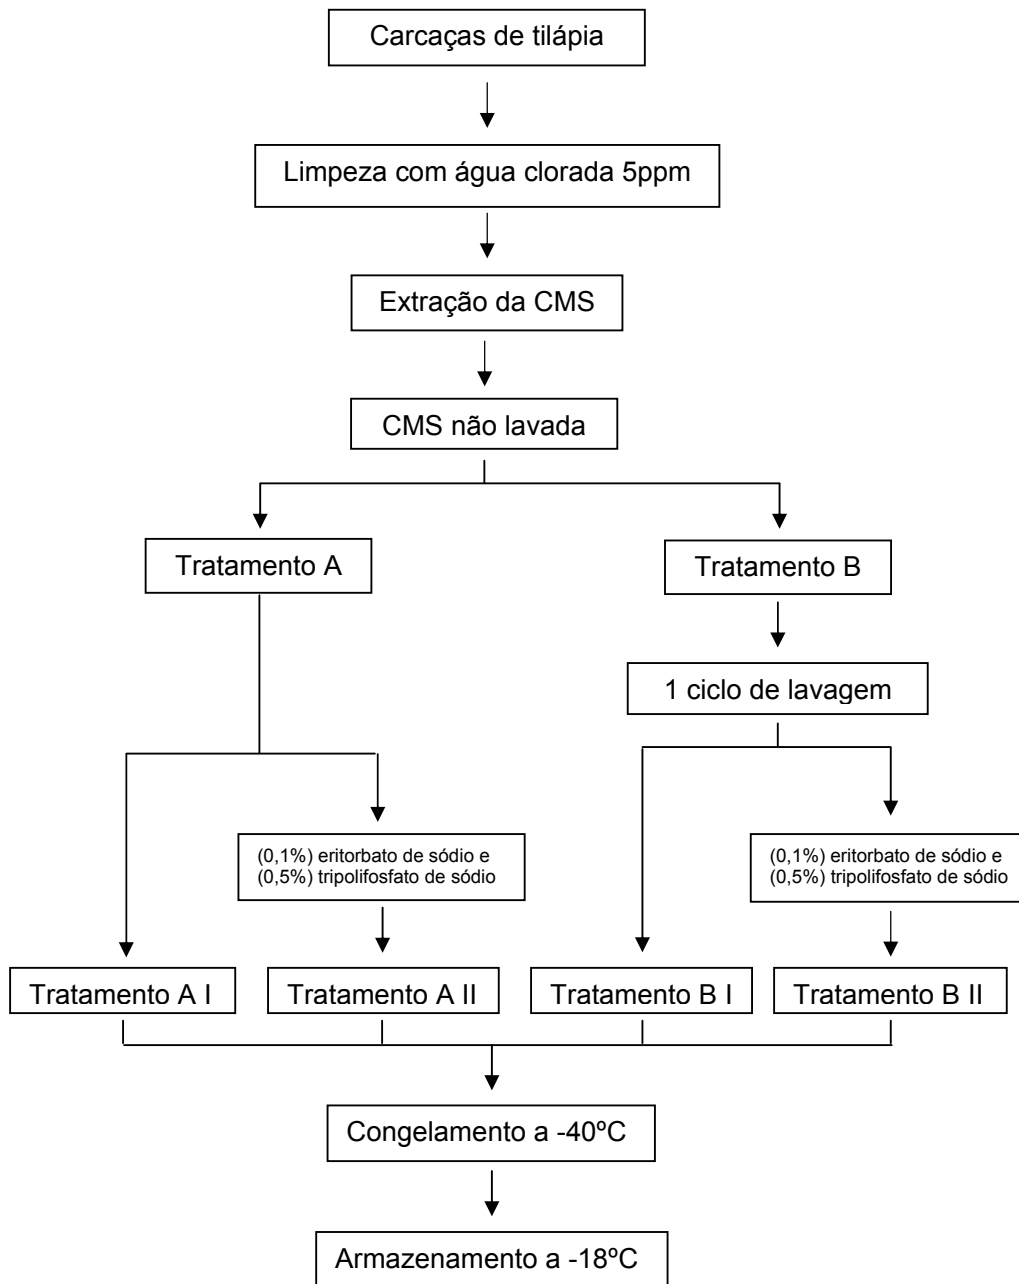 Carcaças de tilápia
Limpeza com água clorada 5ppm
Extração da CMS
CMS não lavada
Tratamento A
Tratamento B
1 ciclo de lavagem
(0,1%) eritorbato de sódio e
(0,5%) tripolifosfato de sódio
(0,1%) eritorbato de sódio e
(0,5%) tripolifosfato de sódio
Tratamento A I
Tratamento A II
Tratamento B I
Tratamento B II
Congelamento a -40ºC
Armazenamento a -18ºC